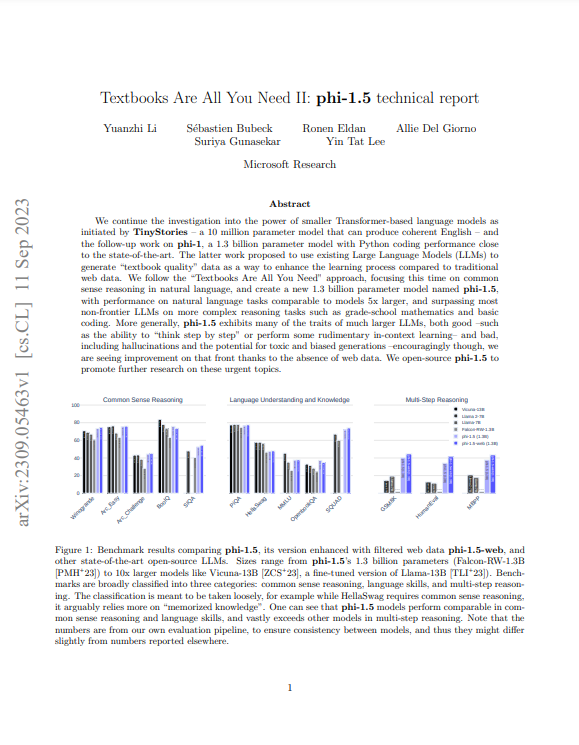 Textbooks Are All You Need II: phi-1.5 technical report
Yuanzhi Li Sébastien Bubeck Ronen Eldan Allie Del Giorno
Suriya Gunasekar Yin Tat Lee
Microsoft Research
Abstract
We continue the investigation into the power of smaller Transformer-based language models as
initiated by TinyStories – a 10 million parameter model that can produce coherent English – and
the follow-up work on phi-1, a 1.3 billion parameter model with Python coding performance close
to the state-of-the-art. The latter work proposed to use existing Large Language Models (LLMs) to
generate “textbook quality” data as a way to enhance the learning process compared to traditional
web data. We follow the “Textbooks Are All You Need” approach, focusing this time on common
sense reasoning in natural language, and create a new 1.3 billion parameter model named phi-1.5,
with performance on natural language tasks comparable to models 5x larger, and surpassing most
non-frontier LLMs on more complex reasoning tasks such as grade-school mathematics and basic
coding. More generally, phi-1.5 exhibits many of the traits of much larger LLMs, both good –such
as the ability to “think step by step” or perform some rudimentary in-context learning– and bad,
including hallucinations and the potential for toxic and biased generations –encouragingly though, we
are seeing improvement on that front thanks to the absence of web data. We open-source phi-1.5 to
promote further research on these urgent topics.
arXiv:2309.05463v1 [cs.CL] 11 Sep 2023
Common Sense Reasoning
100
80
60
40
20
0
Winogrande
Arc_Easy
Arc_Challenge
BoolQ
SIQA
Language Understanding and Knowledge
PIQA
HellaSwag
MMLU
OpenbookQA
SQUAD
Multi-Step Reasoning
Vicuna-13B
Llama 2-7B
Llama-7B
Falcon-RW-1.3B
phi-1.5 (1.3B)
phi-1.5-web (1.3B)
GSM8K
HumanEval
MBPP
Figure 1: Benchmark results comparing phi-1.5, its version enhanced with filtered web data phi-1.5-web, and
other state-of-the-art open-source LLMs. Sizes range from phi-1.5’s 1.3 billion parameters (Falcon-RW-1.3B
[PMH+23]) to 10x larger models like Vicuna-13B [ZCS+23], a fine-tuned version of Llama-13B [TLI+23]). Bench-
marks are broadly classified into three categories: common sense reasoning, language skills, and multi-step reason-
ing. The classification is meant to be taken loosely, for example while HellaSwag requires common sense reasoning,
it arguably relies more on “memorized knowledge”. One can see that phi-1.5 models perform comparable in com-
mon sense reasoning and language skills, and vastly exceeds other models in multi-step reasoning. Note that the
numbers are from our own evaluation pipeline, to ensure consistency between models, and thus they might differ
slightly from numbers reported elsewhere.
1